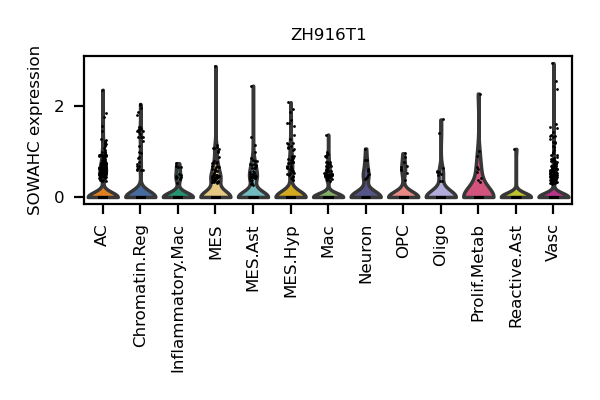 ZH916T1
SOWAHC expression
2
0
AC
Chromatin.Reg
Inflammatory.Mac
MES
MES.Ast
MES.Hyp
Mac
Neuron
OPC
Oligo
Prolif.Metab
Reactive.Ast
Vasc